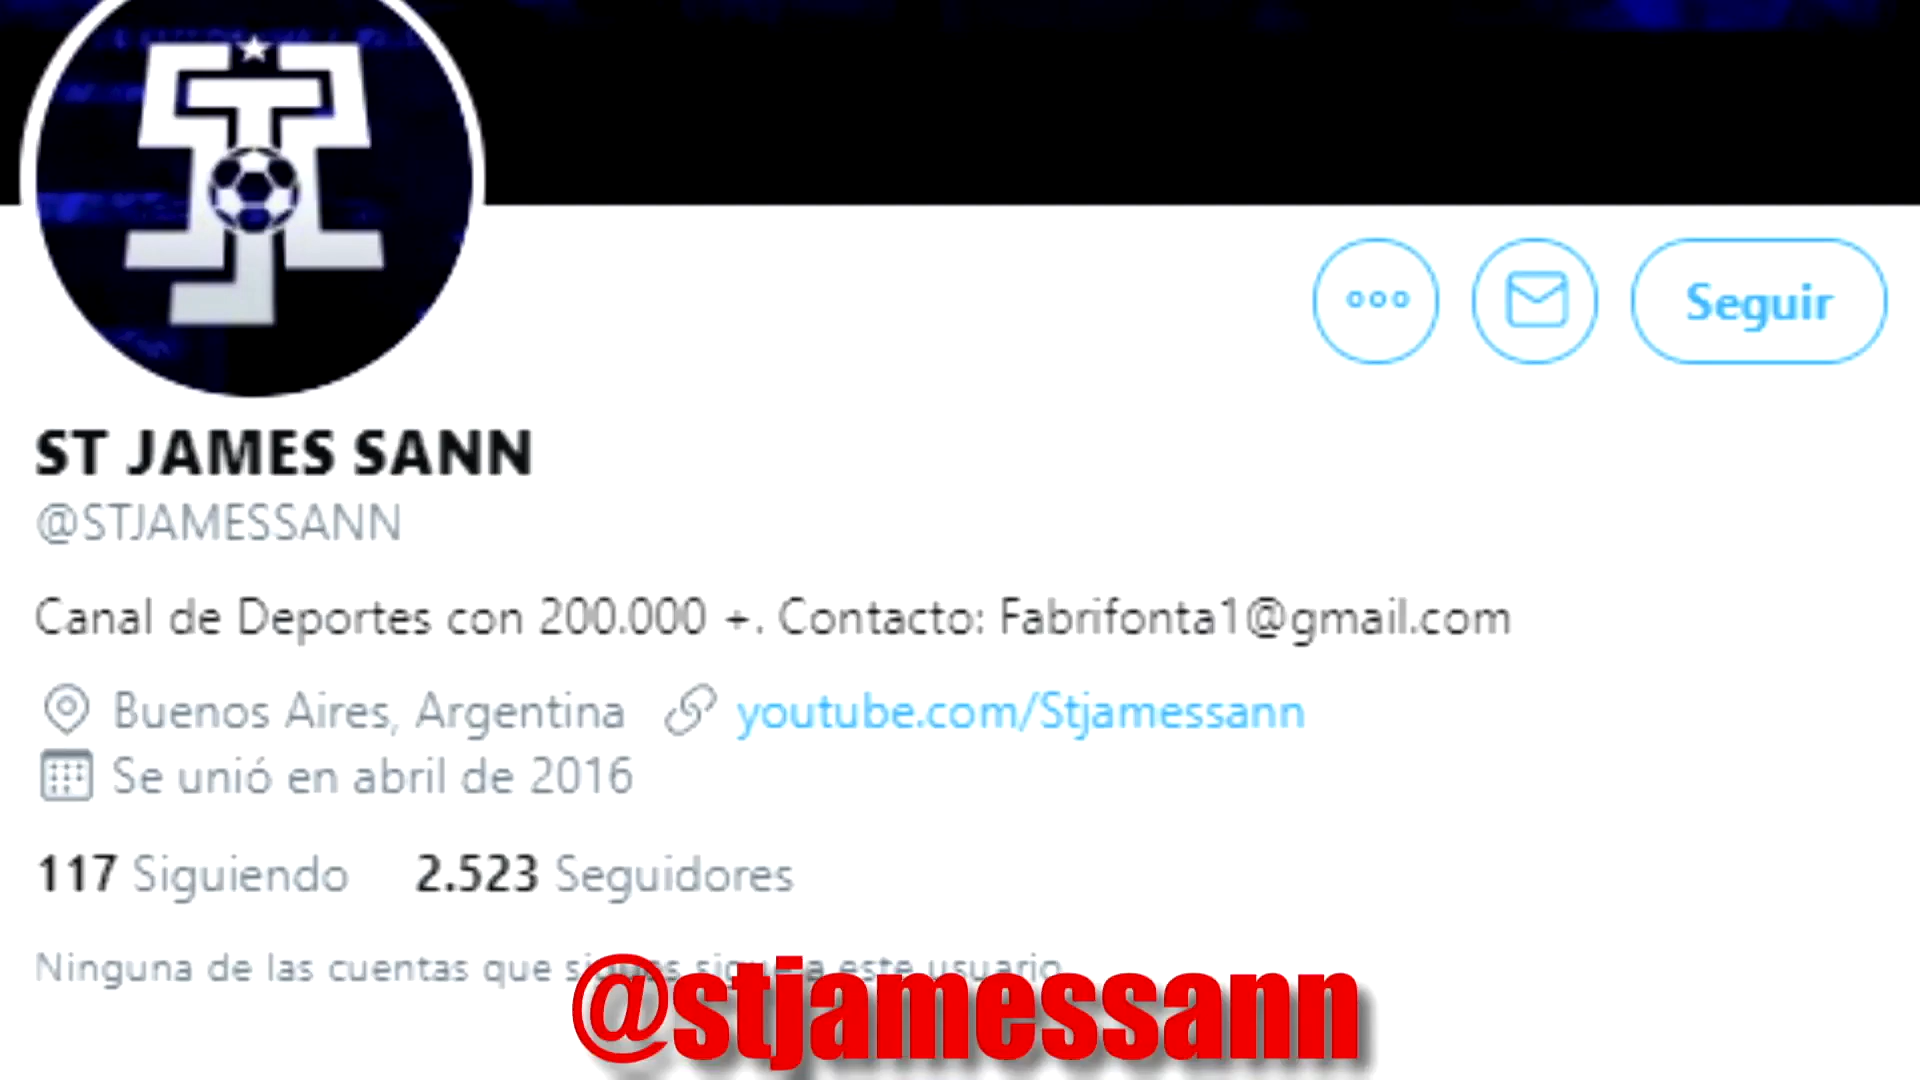 Seguir
ST JAMES SANN
@STJAMESSANN
Canal de Deportes con 200.000 +. Contacto: Fabrifonta1@gmail.com
Buenos Aires, Argentina youtube.com/Stjamessann
Se unió en abril de 2016
117 Siguiendo 2.523 Seguidores
Ninguna de las cuentas que sigues sigue a este usuario
@stjamessann